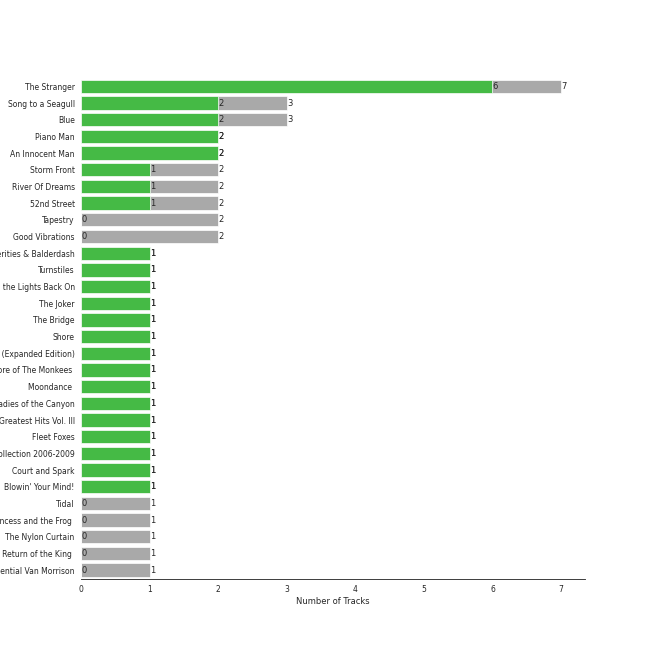 The Stranger 6 7
Song to a Seagull 2 3
Blue 2 3
Piano Man 2
An Innocent Man 2
Storm Front 1 2
River Of Dreams 1 2
52nd Street 1 2
Tapestry 0 2
Good Vibrations 0 2
& Balderdash 1
Turnstiles 1
the Lights Back On 1
The Joker 1
The Bridge 1
Shore 1
(Expanded Edition) 1
of The Monkees 1
Moondance 1
of the Canyon 1
Greatest Hits Vol. III 1
Fleet Foxes 1
2006-2009 1
Court and Spark 1
Blowin' Your Mind! 1
Tidal 0 1
and the Frog 0 1
The Nylon Curtain 0 1
Return of the King 0 1
Van Morrison 0 1
0 1 2 3 4 5 6 7
Number of Tracks